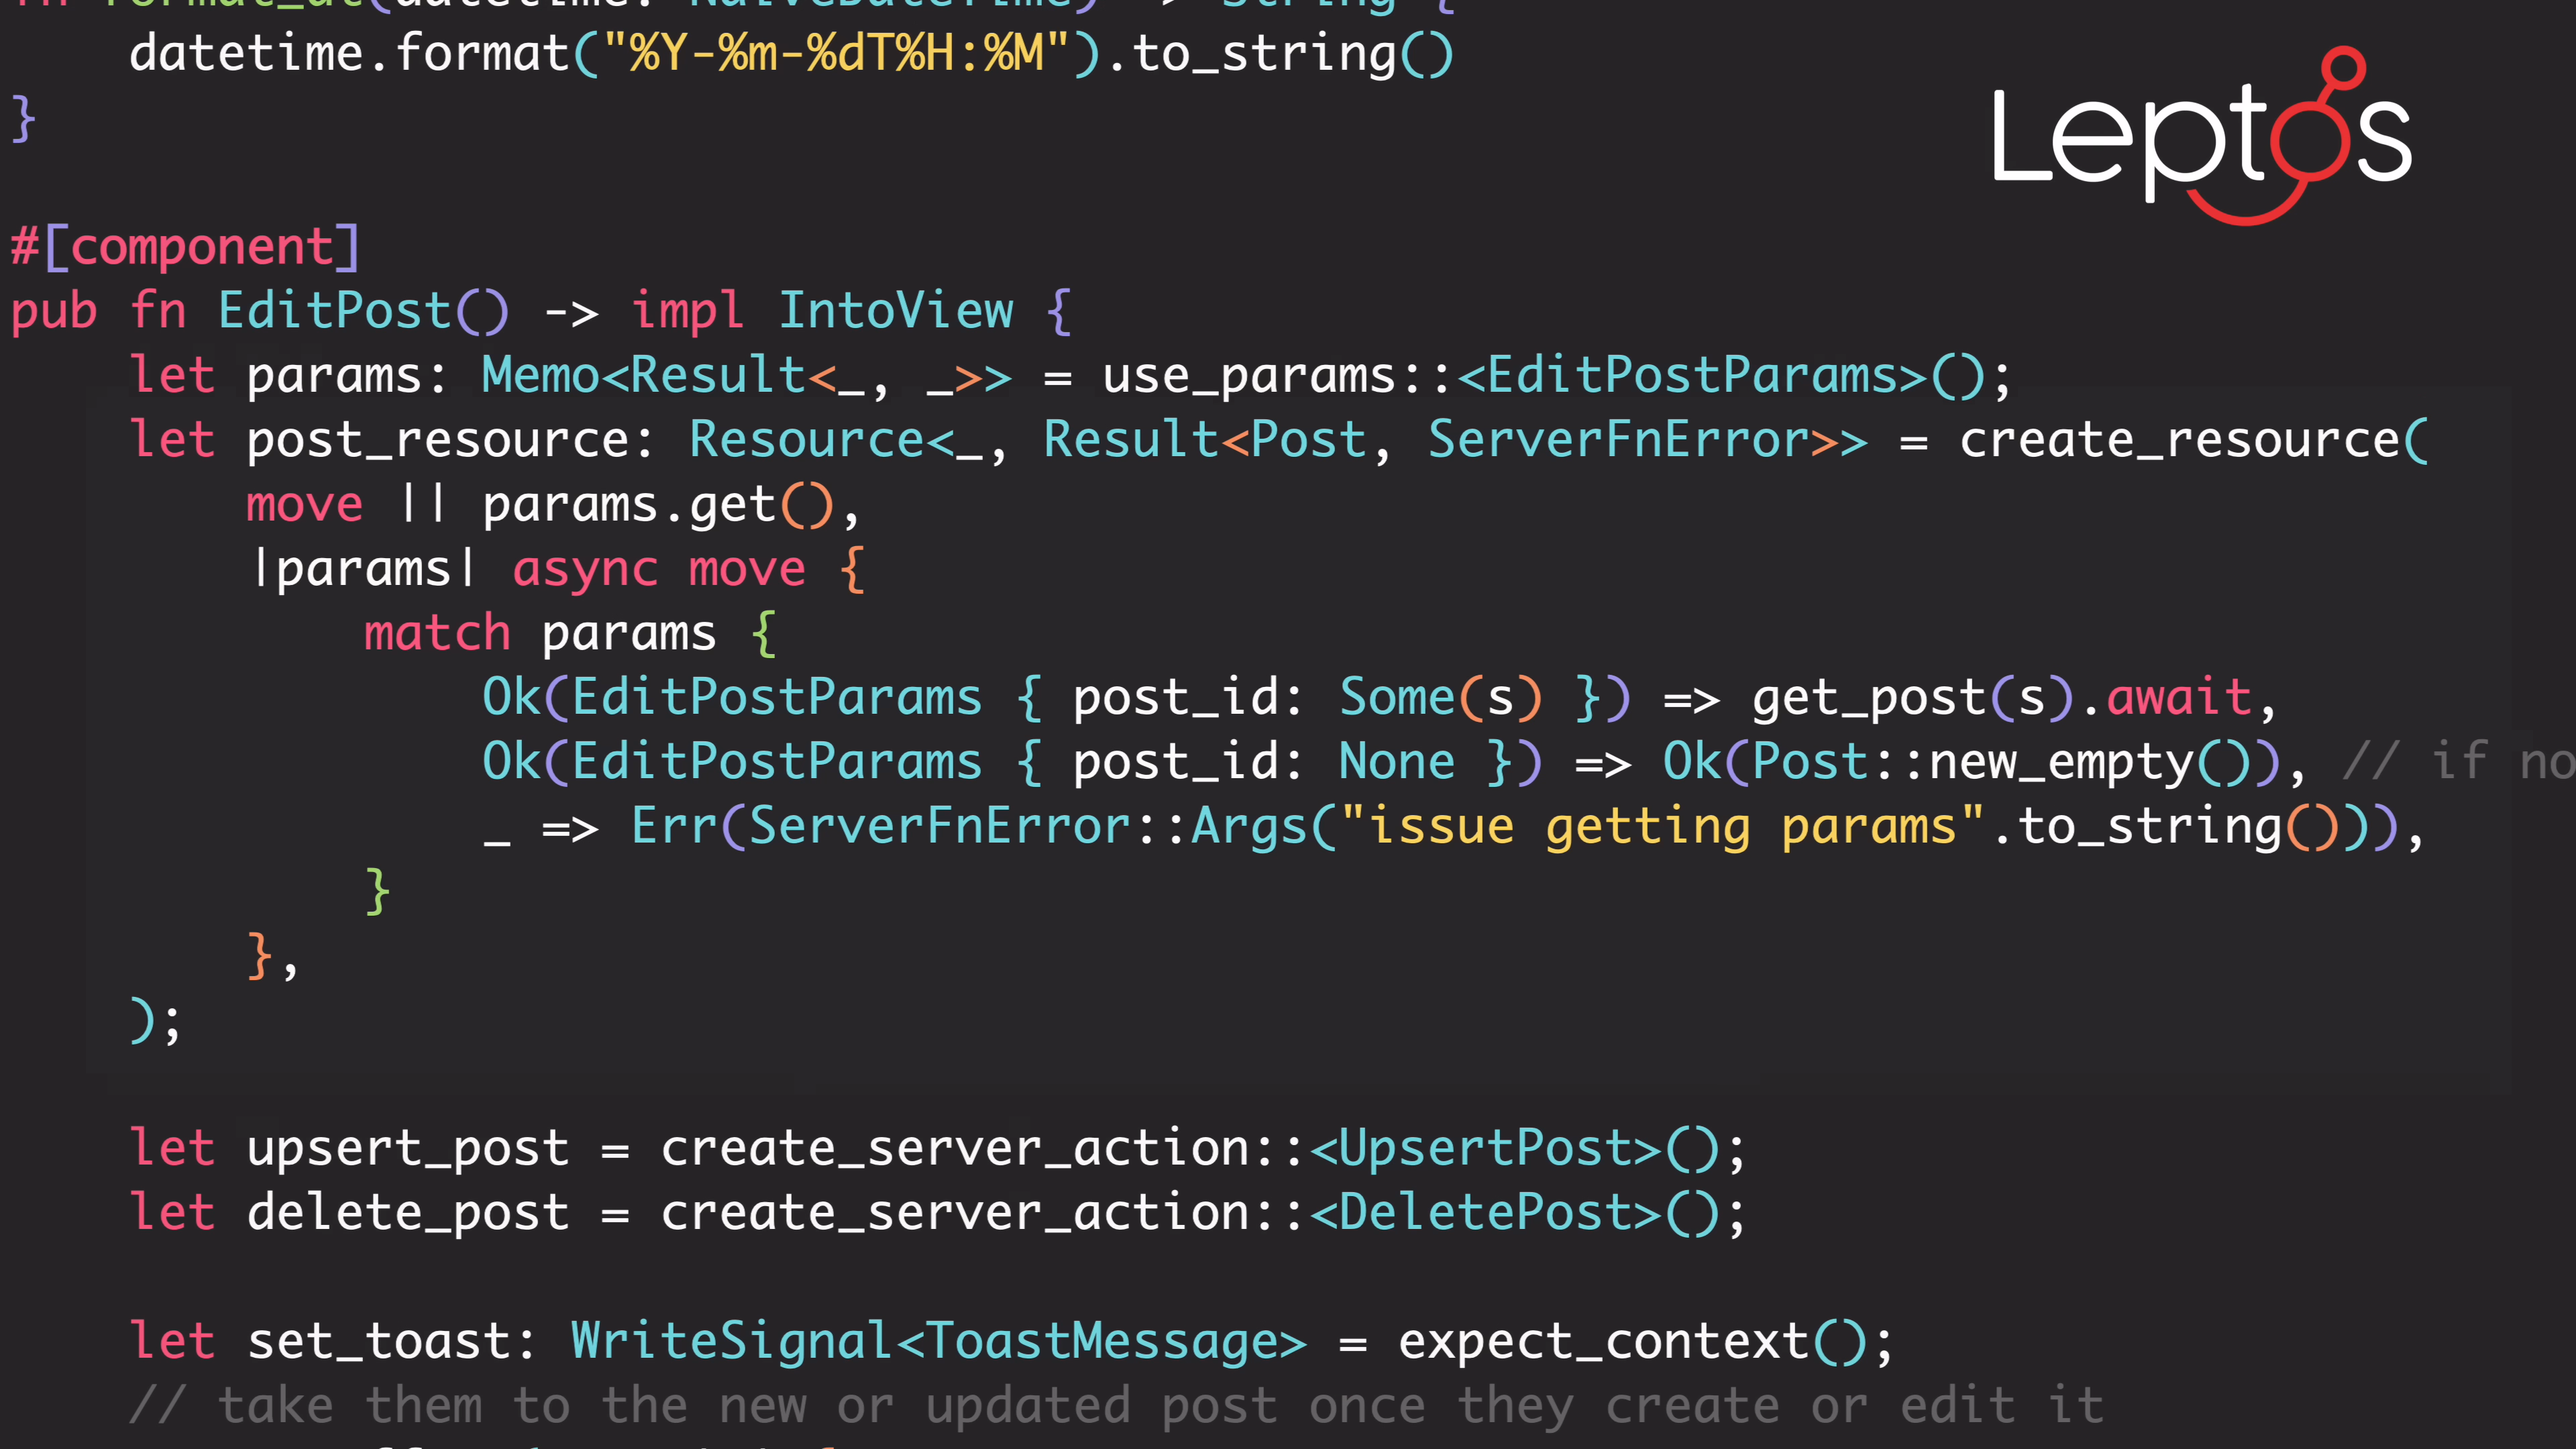 datetime.format("%Y-%m-%dT%H:%M").to_string()
}
Leptos
#[component]
pub fn EditPost() -> impl IntoView {
    let params: Memo<Result<_, _>> = use_params::<EditPostParams>();
    let post_resource: Resource<_, Result<Post, ServerFnError>> = create_resource(
        move || params.get(),
        |params| async move {
            match params {
                Ok(EditPostParams { post_id: Some(s) }) => get_post(s).await,
                Ok(EditPostParams { post_id: None }) => Ok(Post::new_empty()), // if no
                _ => Err(ServerFnError::Args("issue getting params".to_string())),
            }
        },
    );
    let upsert_post = create_server_action::<UpsertPost>();
    let delete_post = create_server_action::<DeletePost>();
    let set_toast: WriteSignal<ToastMessage> = expect_context();
    // take them to the new or updated post once they create or edit it